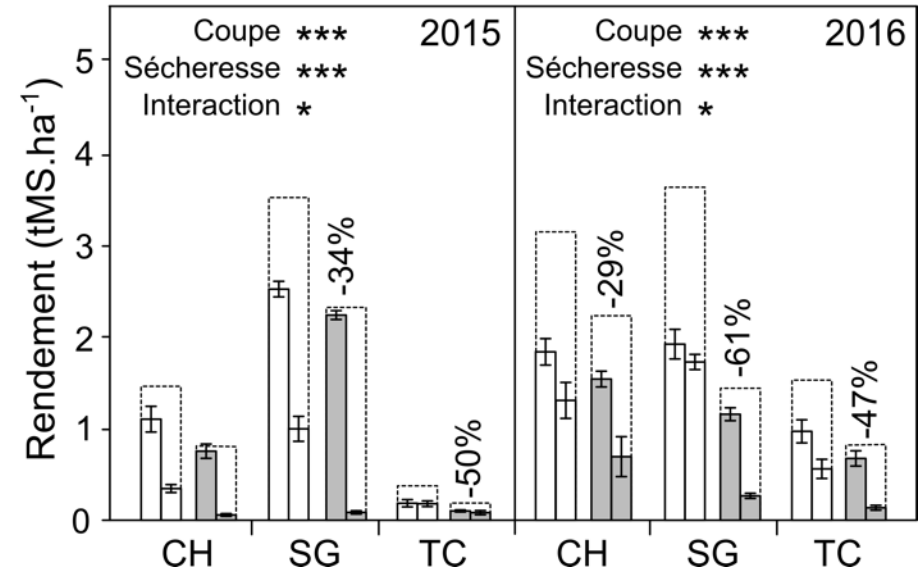 Rendement (tMS.ha⁻¹)
5
4
3
2
1
0
Coupe ***
Sécheresse ***
Interaction *
2015
-34%
-50%
CH SG TC
Coupe ***
Sécheresse ***
Interaction *
2016
-29%
-61%
-47%
CH SG TC